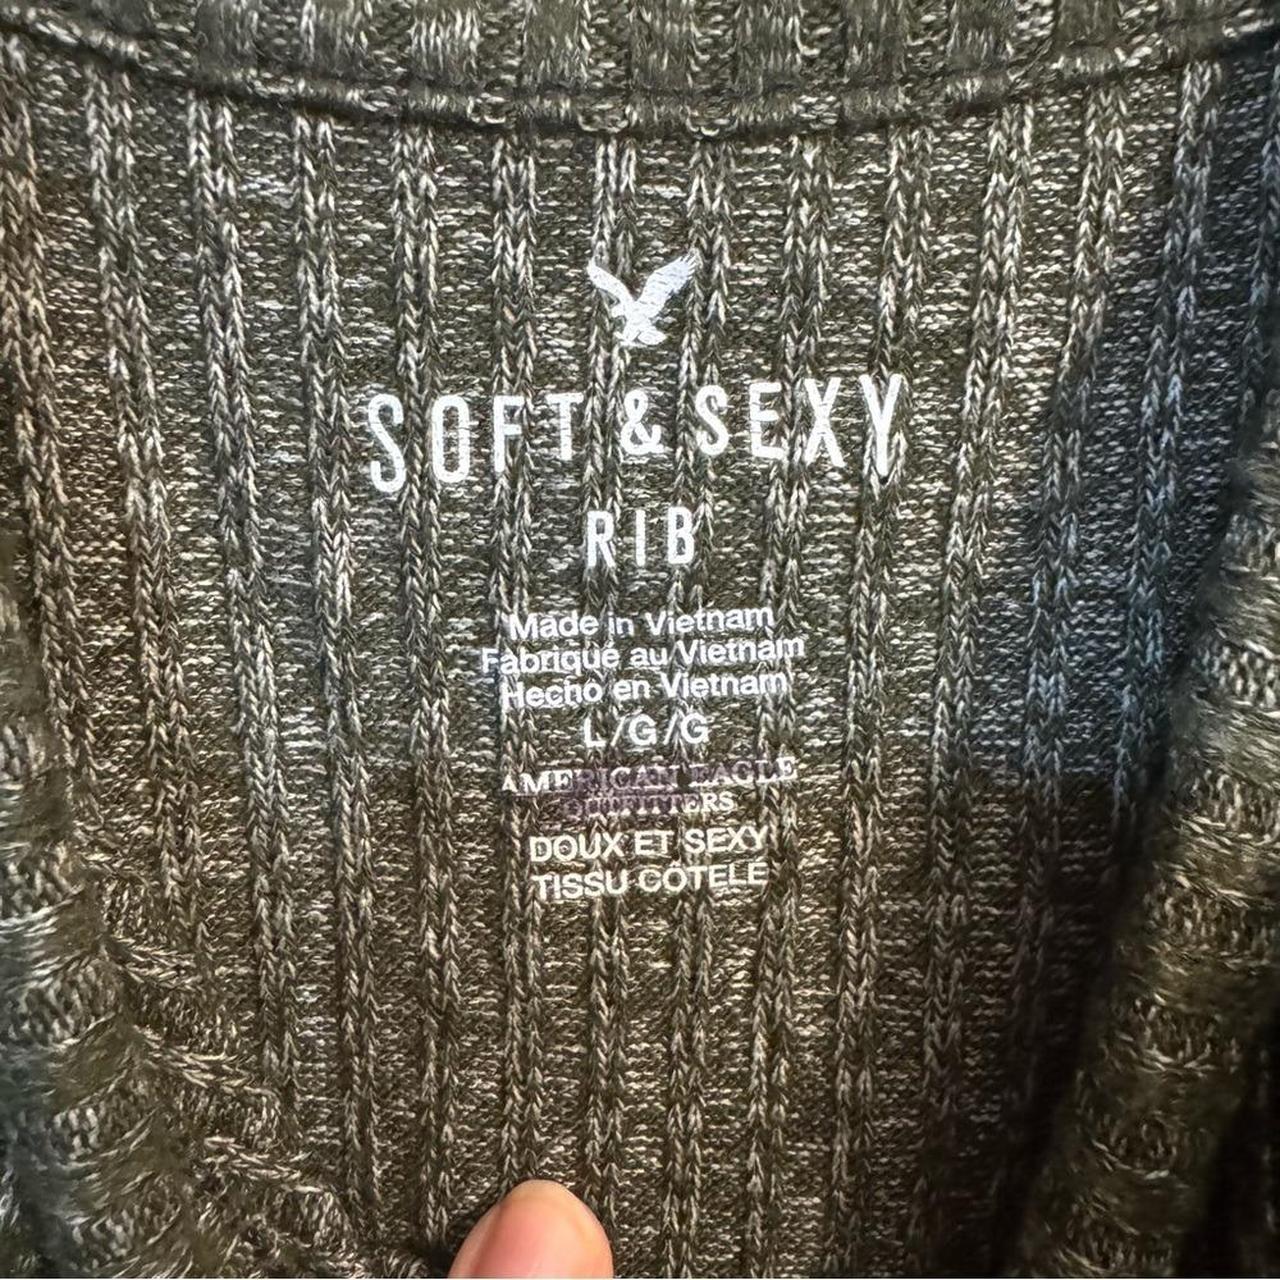 SOFT & SEXY
RIB
Made in Vietnam
Fabriqué au Vietnam
Hecho en Vietnam
L/G/G
AMERICAN EAGLE
OUTFITTERS
DOUX ET SEXY
TISSU CÔTELÉ